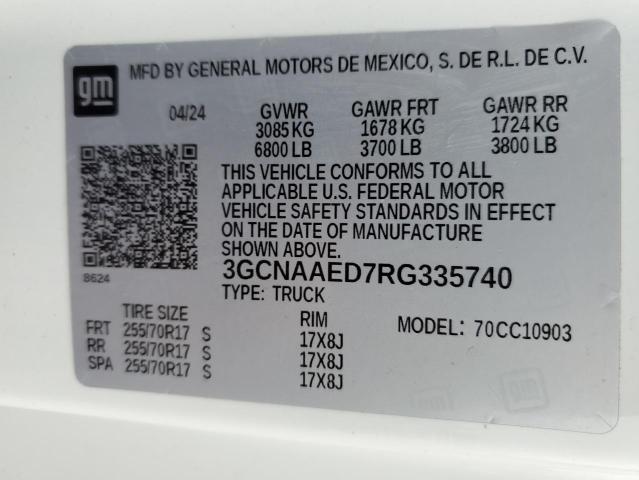 gm
MFD BY GENERAL MOTORS DE MEXICO, S. DE R.L. DE C.V.
04/24 GVWR GAWR FRT GAWR RR
3085 KG 1678 KG 1724 KG
6800 LB 3700 LB 3800 LB
THIS VEHICLE CONFORMS TO ALL
APPLICABLE U.S. FEDERAL MOTOR
VEHICLE SAFETY STANDARDS IN EFFECT
ON THE DATE OF MANUFACTURE
SHOWN ABOVE.
8624
3GCNAAED7RG335740
TYPE: TRUCK
TIRE SIZE RIM MODEL: 70CC10903
FRT 255/70R17 S 17X8J
RR 255/70R17 S 17X8J
SPA 255/70R17 S 17X8J